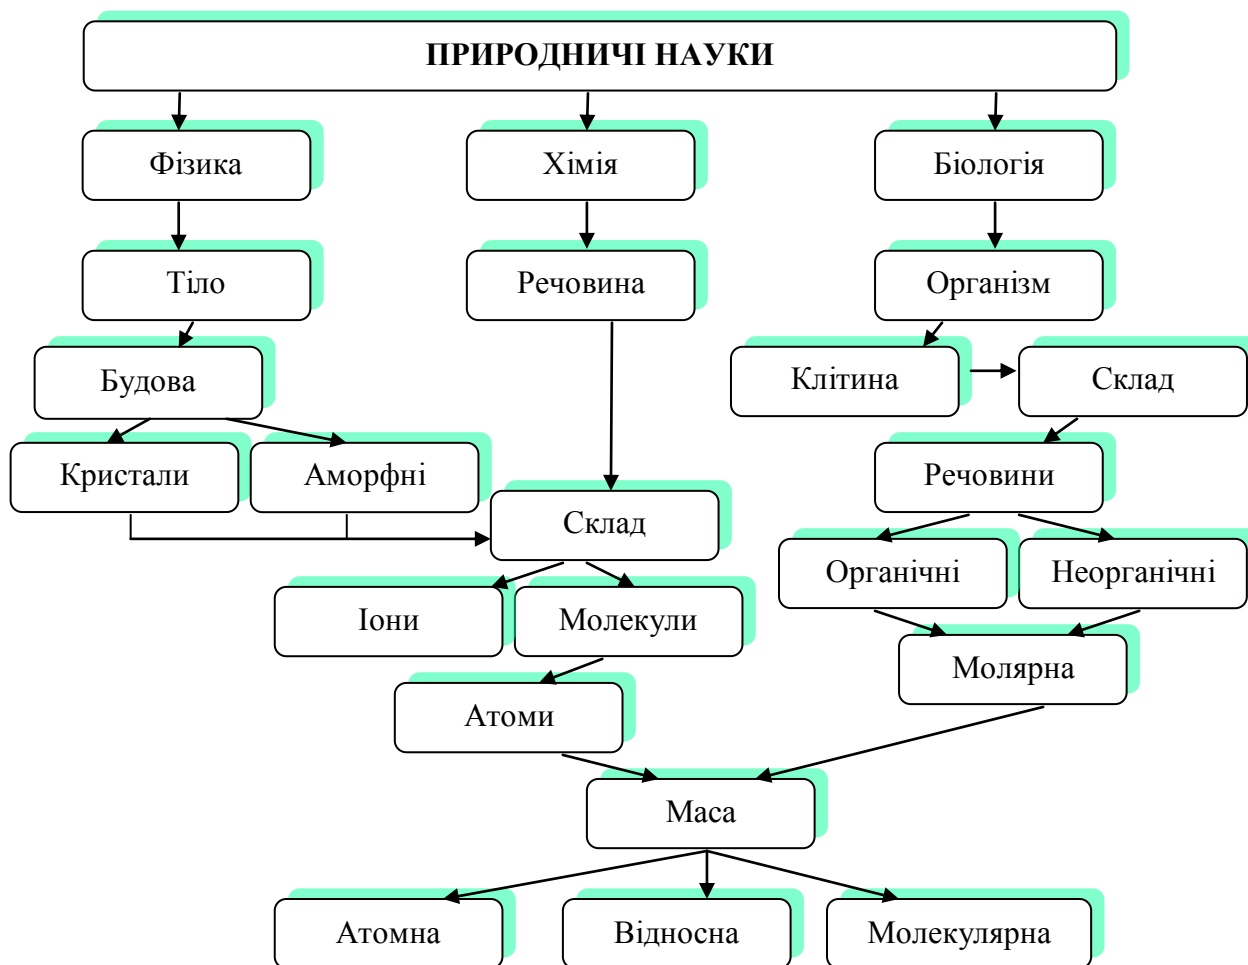 ПРИРОДНИЧІ НАУКИ
Фізика
Хімія
Біологія
Тіло
Речовина
Організм
Будова
Клітина
Склад
Кристали
Аморфні
Речовини
Склад
Органічні
Неорганічні
Іони
Молекули
Молярна
Атоми
Маса
Атомна
Відносна
Молекулярна